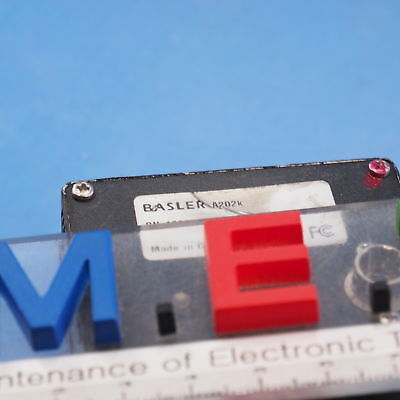 BASLER A202k
Made in
FC
M.E.
ntenance of Electronic